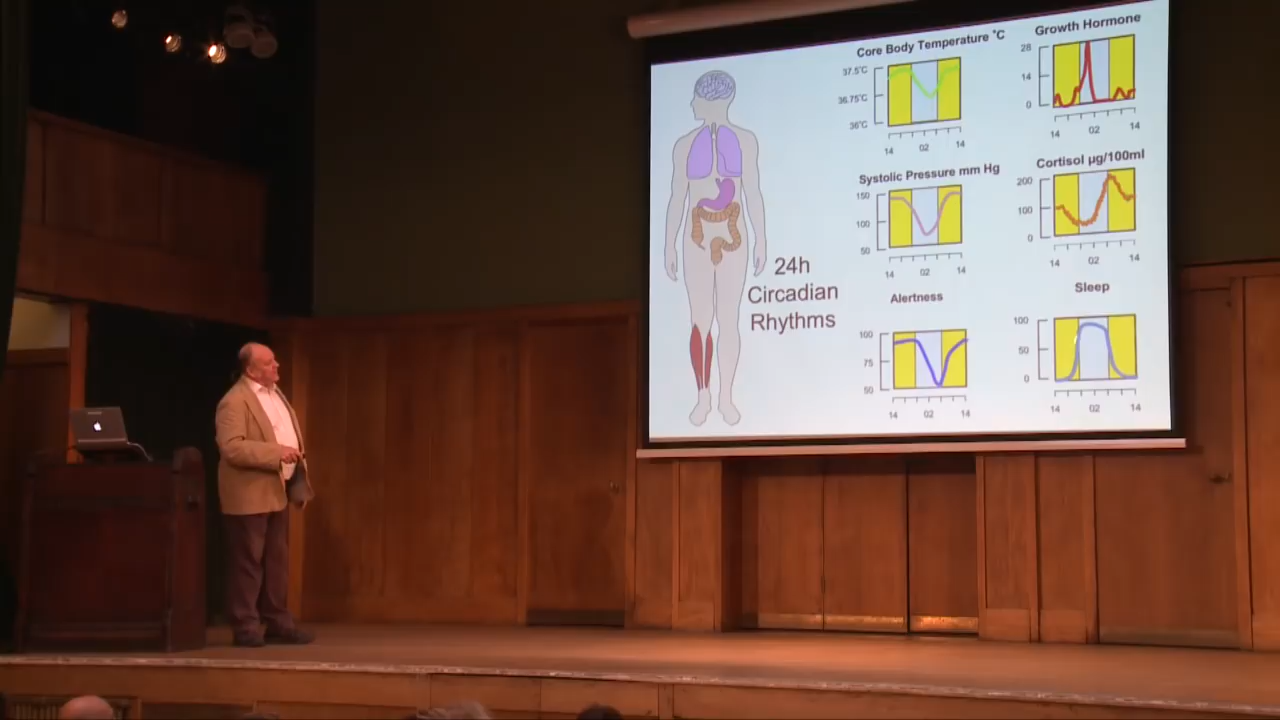 Core Body Temperature °C
37.5°C
36.75°C
36°C
14 02 14
Growth Hormone
28
14
0
14 02 14
Systolic Pressure mm Hg
150
100
50
14 02 14
Cortisol µg/100ml
200
100
0
14 02 14
24h
Circadian
Rhythms
Alertness
100
75
50
14 02 14
Sleep
100
50
0
14 02 14